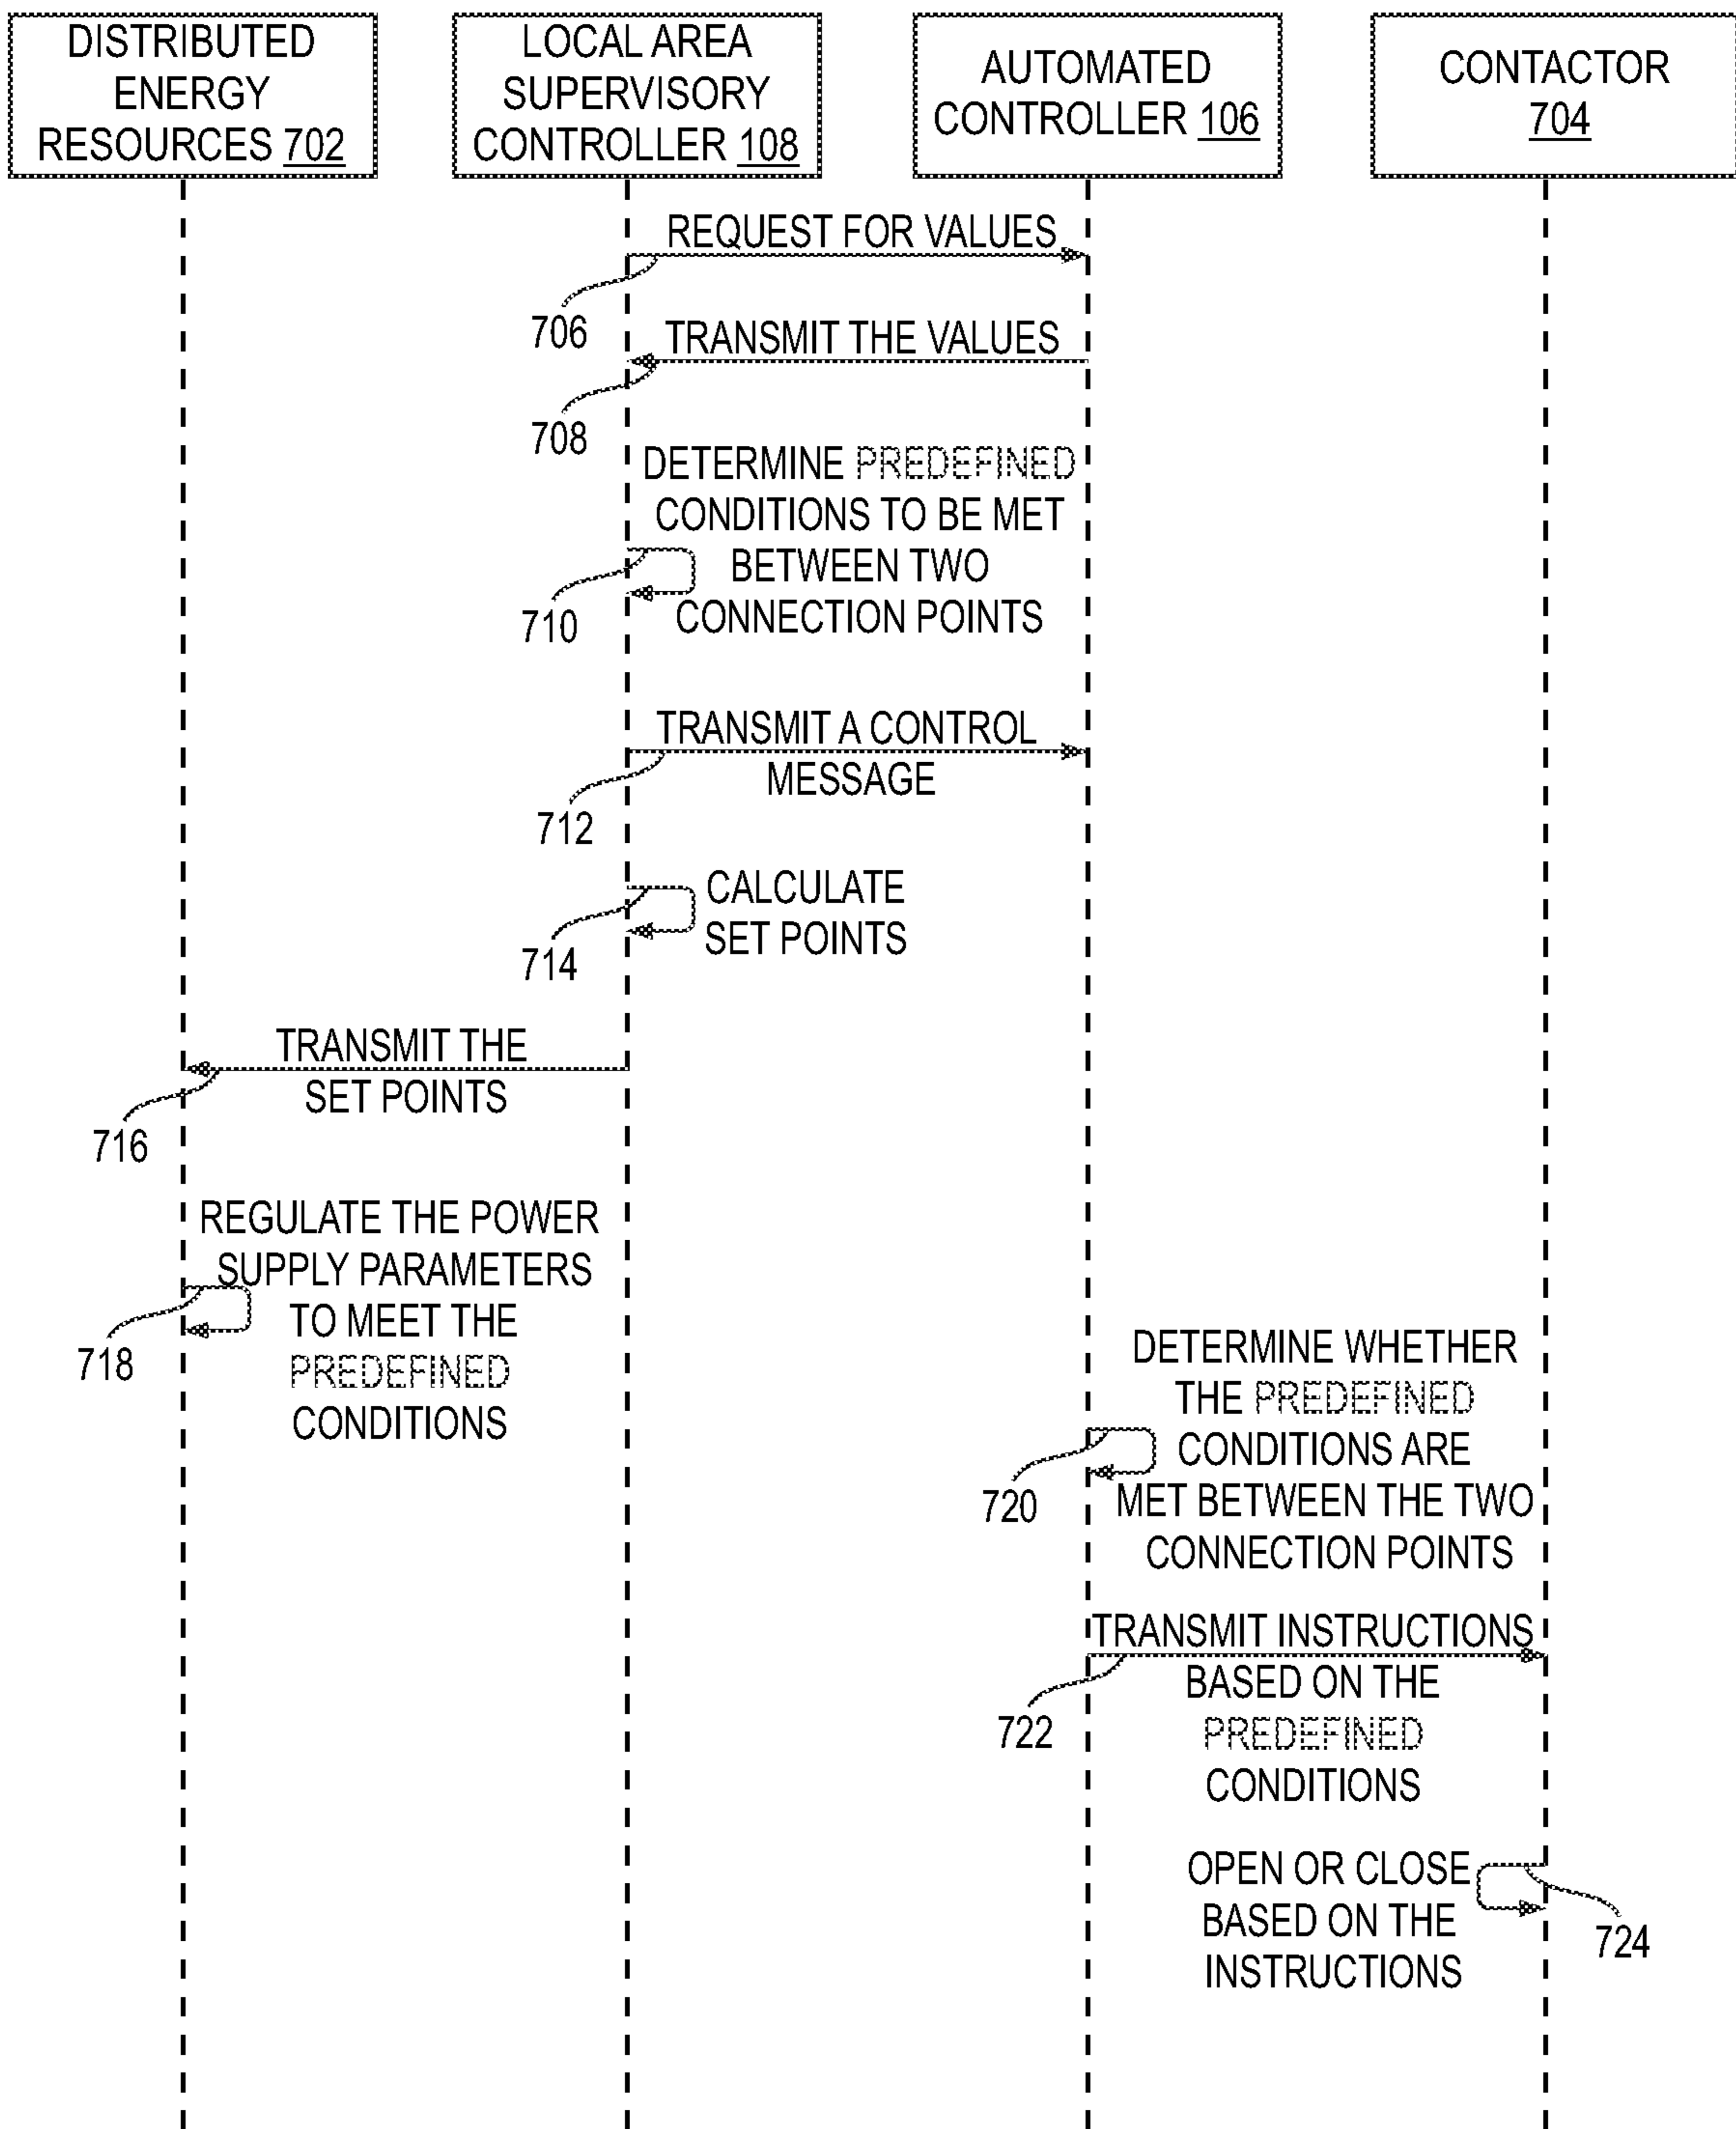 DISTRIBUTED
ENERGY
RESOURCES 702
LOCAL AREA
SUPERVISORY
CONTROLLER 108
AUTOMATED
CONTROLLER 106
CONTACTOR
704
REQUEST FOR VALUES
706
TRANSMIT THE VALUES
708
DETERMINE PREDEFINED
CONDITIONS TO BE MET
BETWEEN TWO
CONNECTION POINTS
710
TRANSMIT A CONTROL
MESSAGE
712
CALCULATE
SET POINTS
714
TRANSMIT THE
SET POINTS
716
REGULATE THE POWER
SUPPLY PARAMETERS
TO MEET THE
PREDEFINED
CONDITIONS
718
DETERMINE WHETHER
THE PREDEFINED
CONDITIONS ARE
MET BETWEEN THE TWO
CONNECTION POINTS
720
TRANSMIT INSTRUCTIONS
BASED ON THE
PREDEFINED
CONDITIONS
722
OPEN OR CLOSE
BASED ON THE
INSTRUCTIONS
724